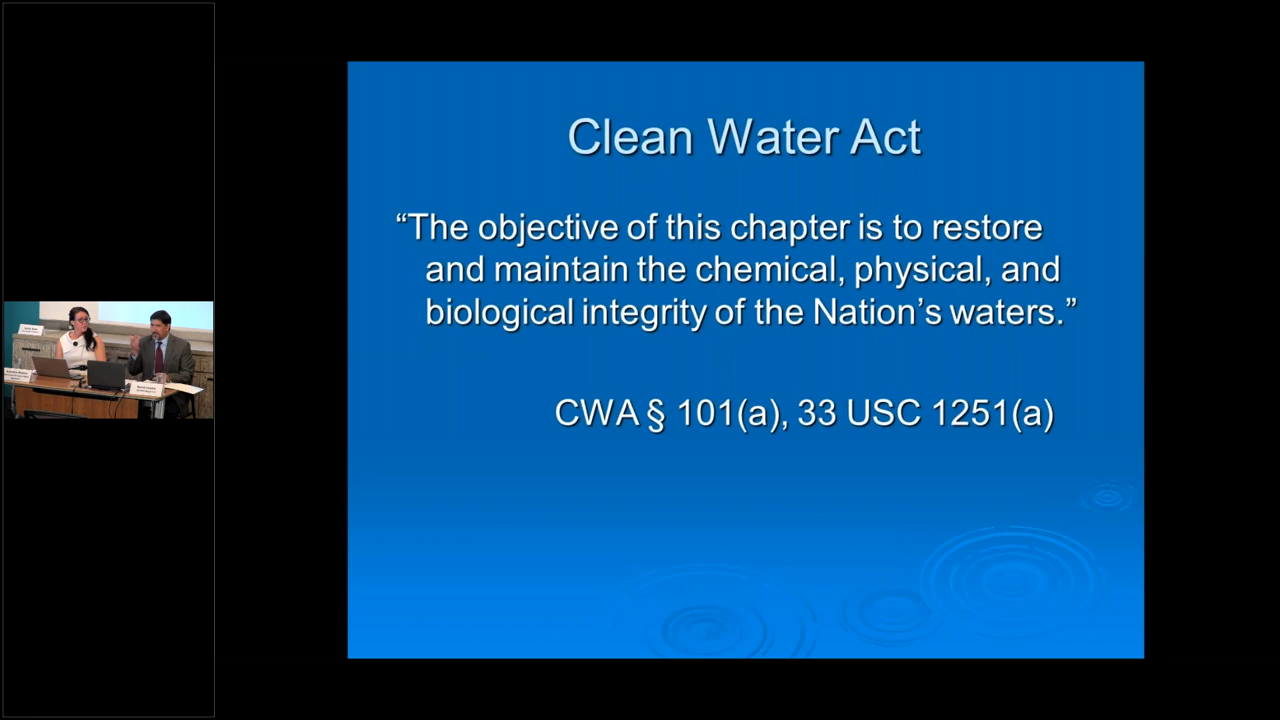 Clean Water Act
“The objective of this chapter is to restore
and maintain the chemical, physical, and
biological integrity of the Nation’s waters.”
CWA § 101(a), 33 USC 1251(a)